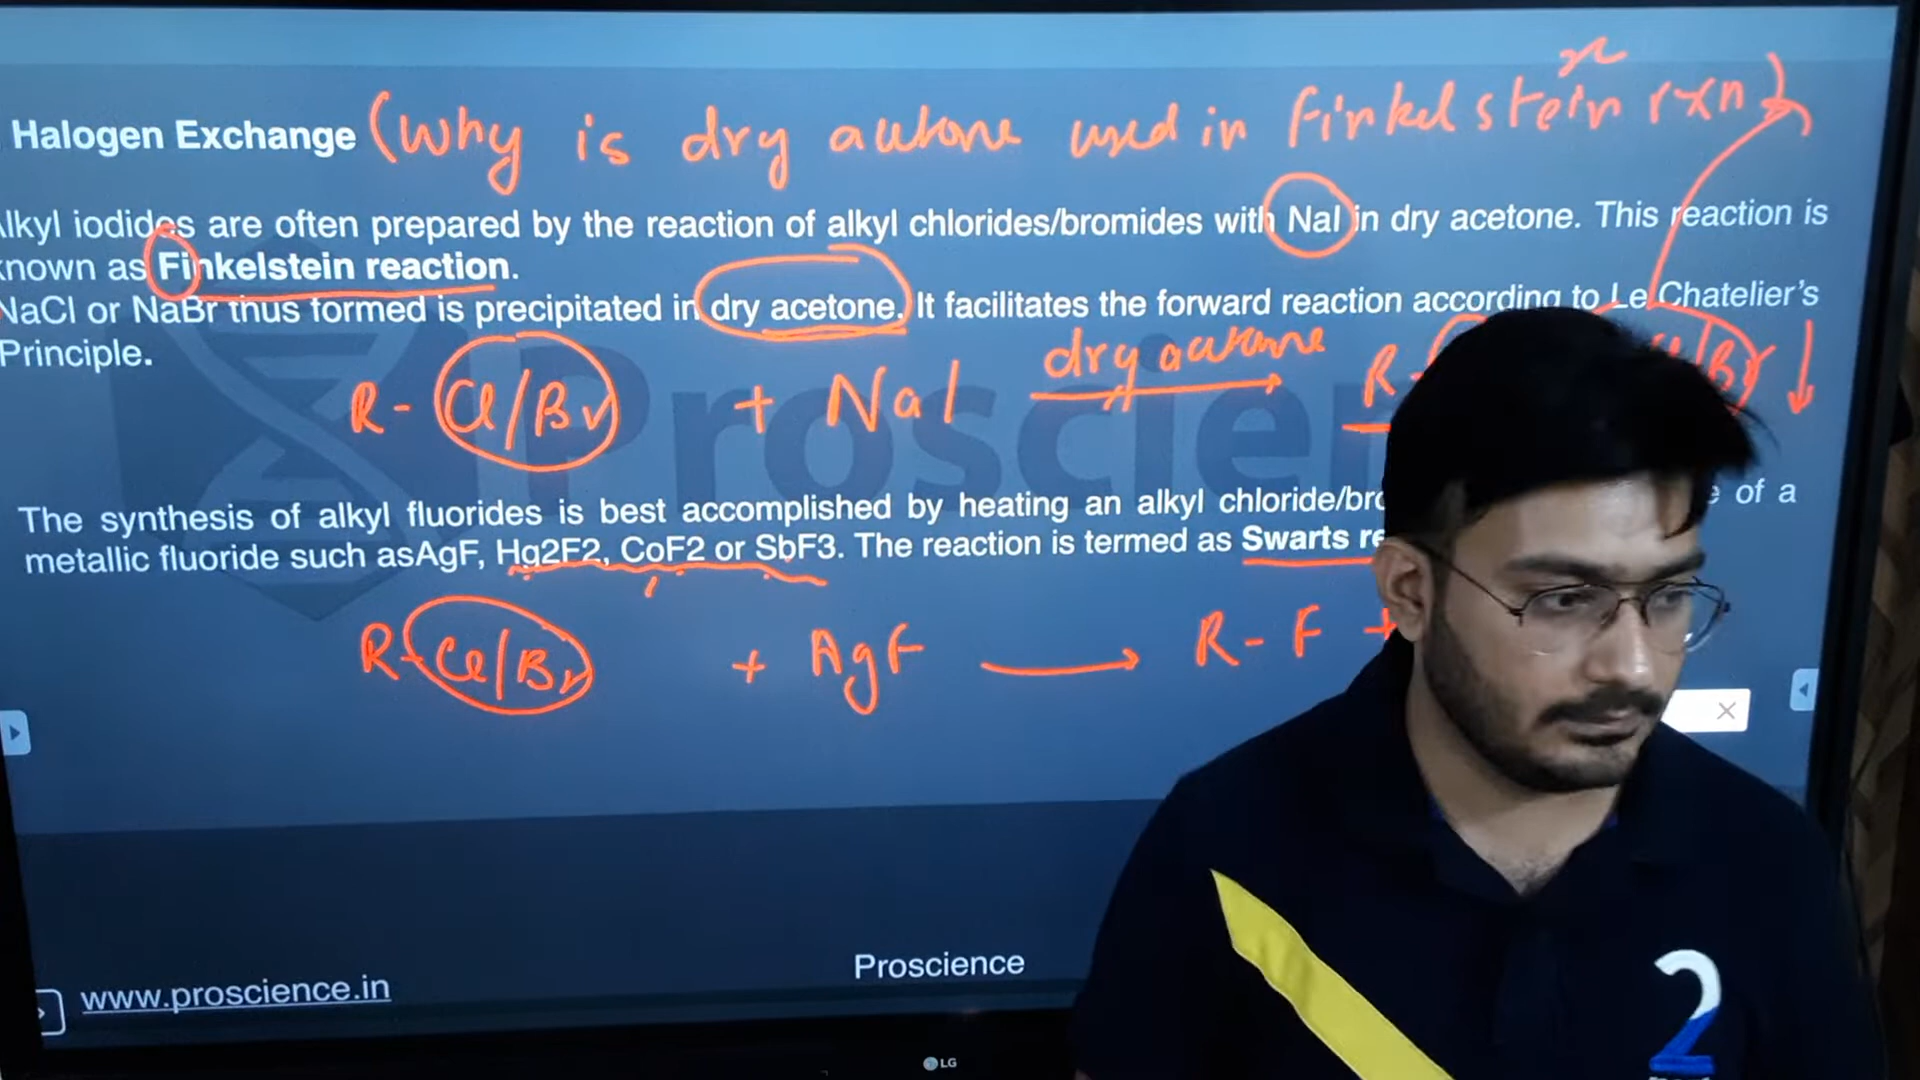 Halogen Exchange (Why is dry acetone used in Finkelstein rxn)
lkyl iodides are often prepared by the reaction of alkyl chlorides/bromides with NaI in dry acetone. This reaction is
known as Finkelstein reaction.
NaCl or NaBr thus formed is precipitated in dry acetone. It facilitates the forward reaction according to Le Chatelier's
Principle.
R-Cl/Br + NaI dry acetone → R- Cl/Br ↓
The synthesis of alkyl fluorides is best accomplished by heating an alkyl chloride/bro e of a
metallic fluoride such asAgF, Hg2F2, CoF2 or SbF3. The reaction is termed as Swarts re
R-Cl/Br + AgF → R-F +
Proscience
www.proscience.in
Proscien
LG
2